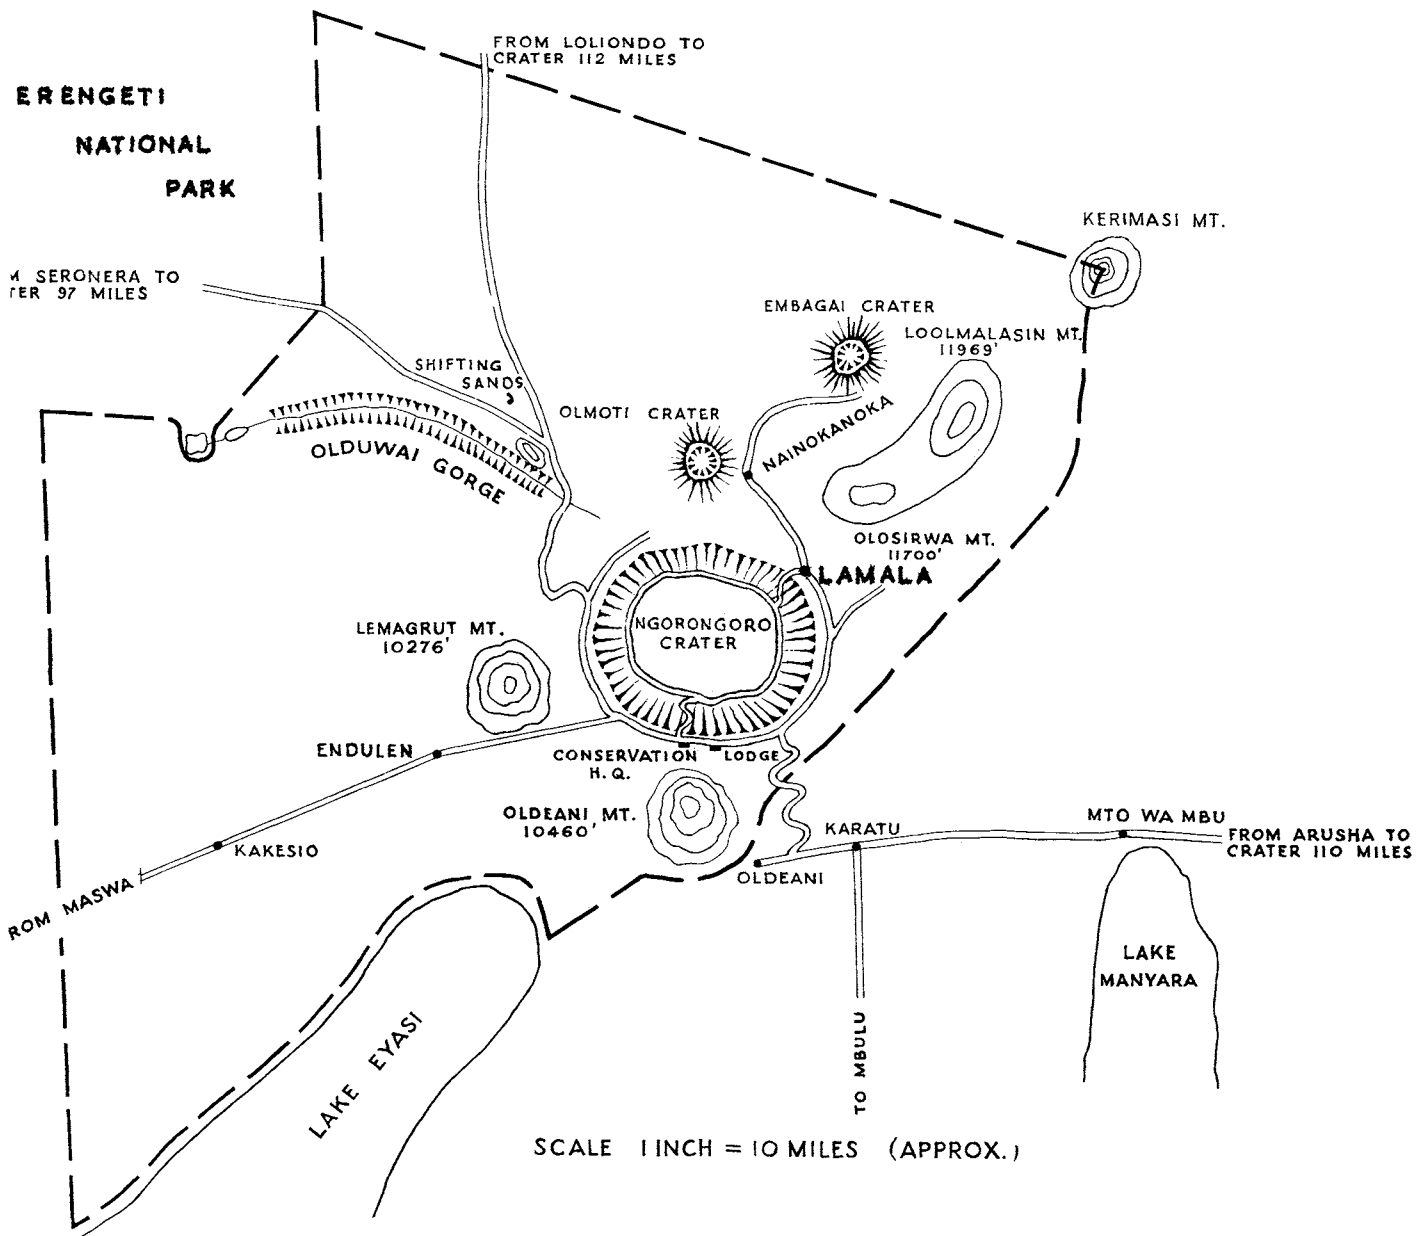 FROM LOLIONDO TO
CRATER 112 MILES
ERENGETI
NATIONAL
PARK
KERIMASI MT.
M SERONERA TO
TER 97 MILES
EMBAGAI CRATER
LOOLMALASIN MT.
11969'
SHIFTING
SANDS
OLMOTI CRATER
NAINOKANOKA
OLDUWAI GORGE
OLOSIRWA MT.
11700'
LAMALA
NGORONGORO
CRATER
LEMAGRUT MT.
10276'
ENDULEN
CONSERVATION
H.Q.
LODGE
OLDEANI MT.
10460'
KARATU
MTO WA MBU
FROM ARUSHA TO
CRATER 110 MILES
KAKESIO
OLDEANI
ROM MASWA
LAKE
MANYARA
LAKE EYASI
TO MBULU
SCALE 1 INCH = 10 MILES (APPROX.)